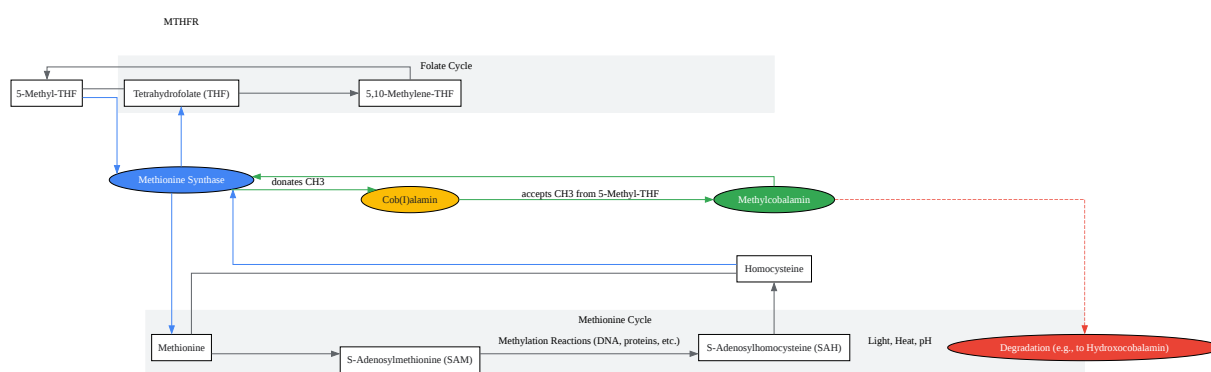 MTHFR
Folate Cycle
5-Methyl-THF
Tetrahydrofolate (THF)
5,10-Methylene-THF
Methionine Synthase
donates CH3
Cob(I)alamin
accepts CH3 from 5-Methyl-THF
Methylcobalamin
Homocysteine
Methionine Cycle
Methionine
S-Adenosylmethionine (SAM)
Methylation Reactions (DNA, proteins, etc.)
S-Adenosylhomocysteine (SAH)
Light, Heat, pH
Degradation (e.g., to Hydroxocobalamin)